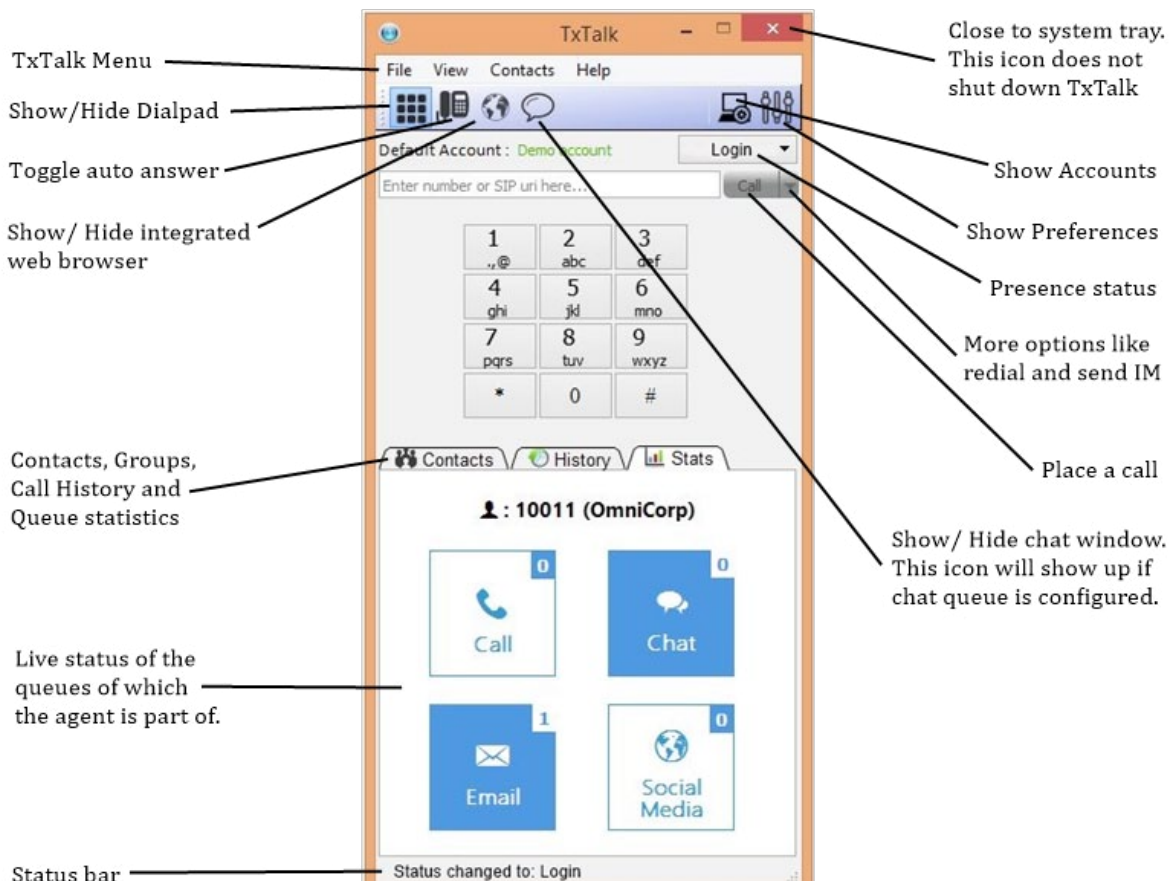 TxTalk
Close to system tray.
This icon does not
shut down TxTalk
TxTalk Menu
File View Contacts Help
Show/Hide Dialpad
Toggle auto answer
Show/ Hide integrated
web browser
Default Account : Demo account
Login
Enter number or SIP uri here...
Call
Show Accounts
Show Preferences
Presence status
More options like
redial and send IM
Place a call
1 2 3
.,@ abc def
4 5 6
ghi jkl mno
7 8 9
pqrs tuv wxyz
* 0 #
Contacts, Groups,
Call History and
Queue statistics
Contacts History Stats
: 10011 (OmniCorp)
Show/ Hide chat window.
This icon will show up if
chat queue is configured.
0 0
Call Chat
Live status of the
queues of which
the agent is part of.
1 0
Email Social
Media
Status bar
Status changed to: Login